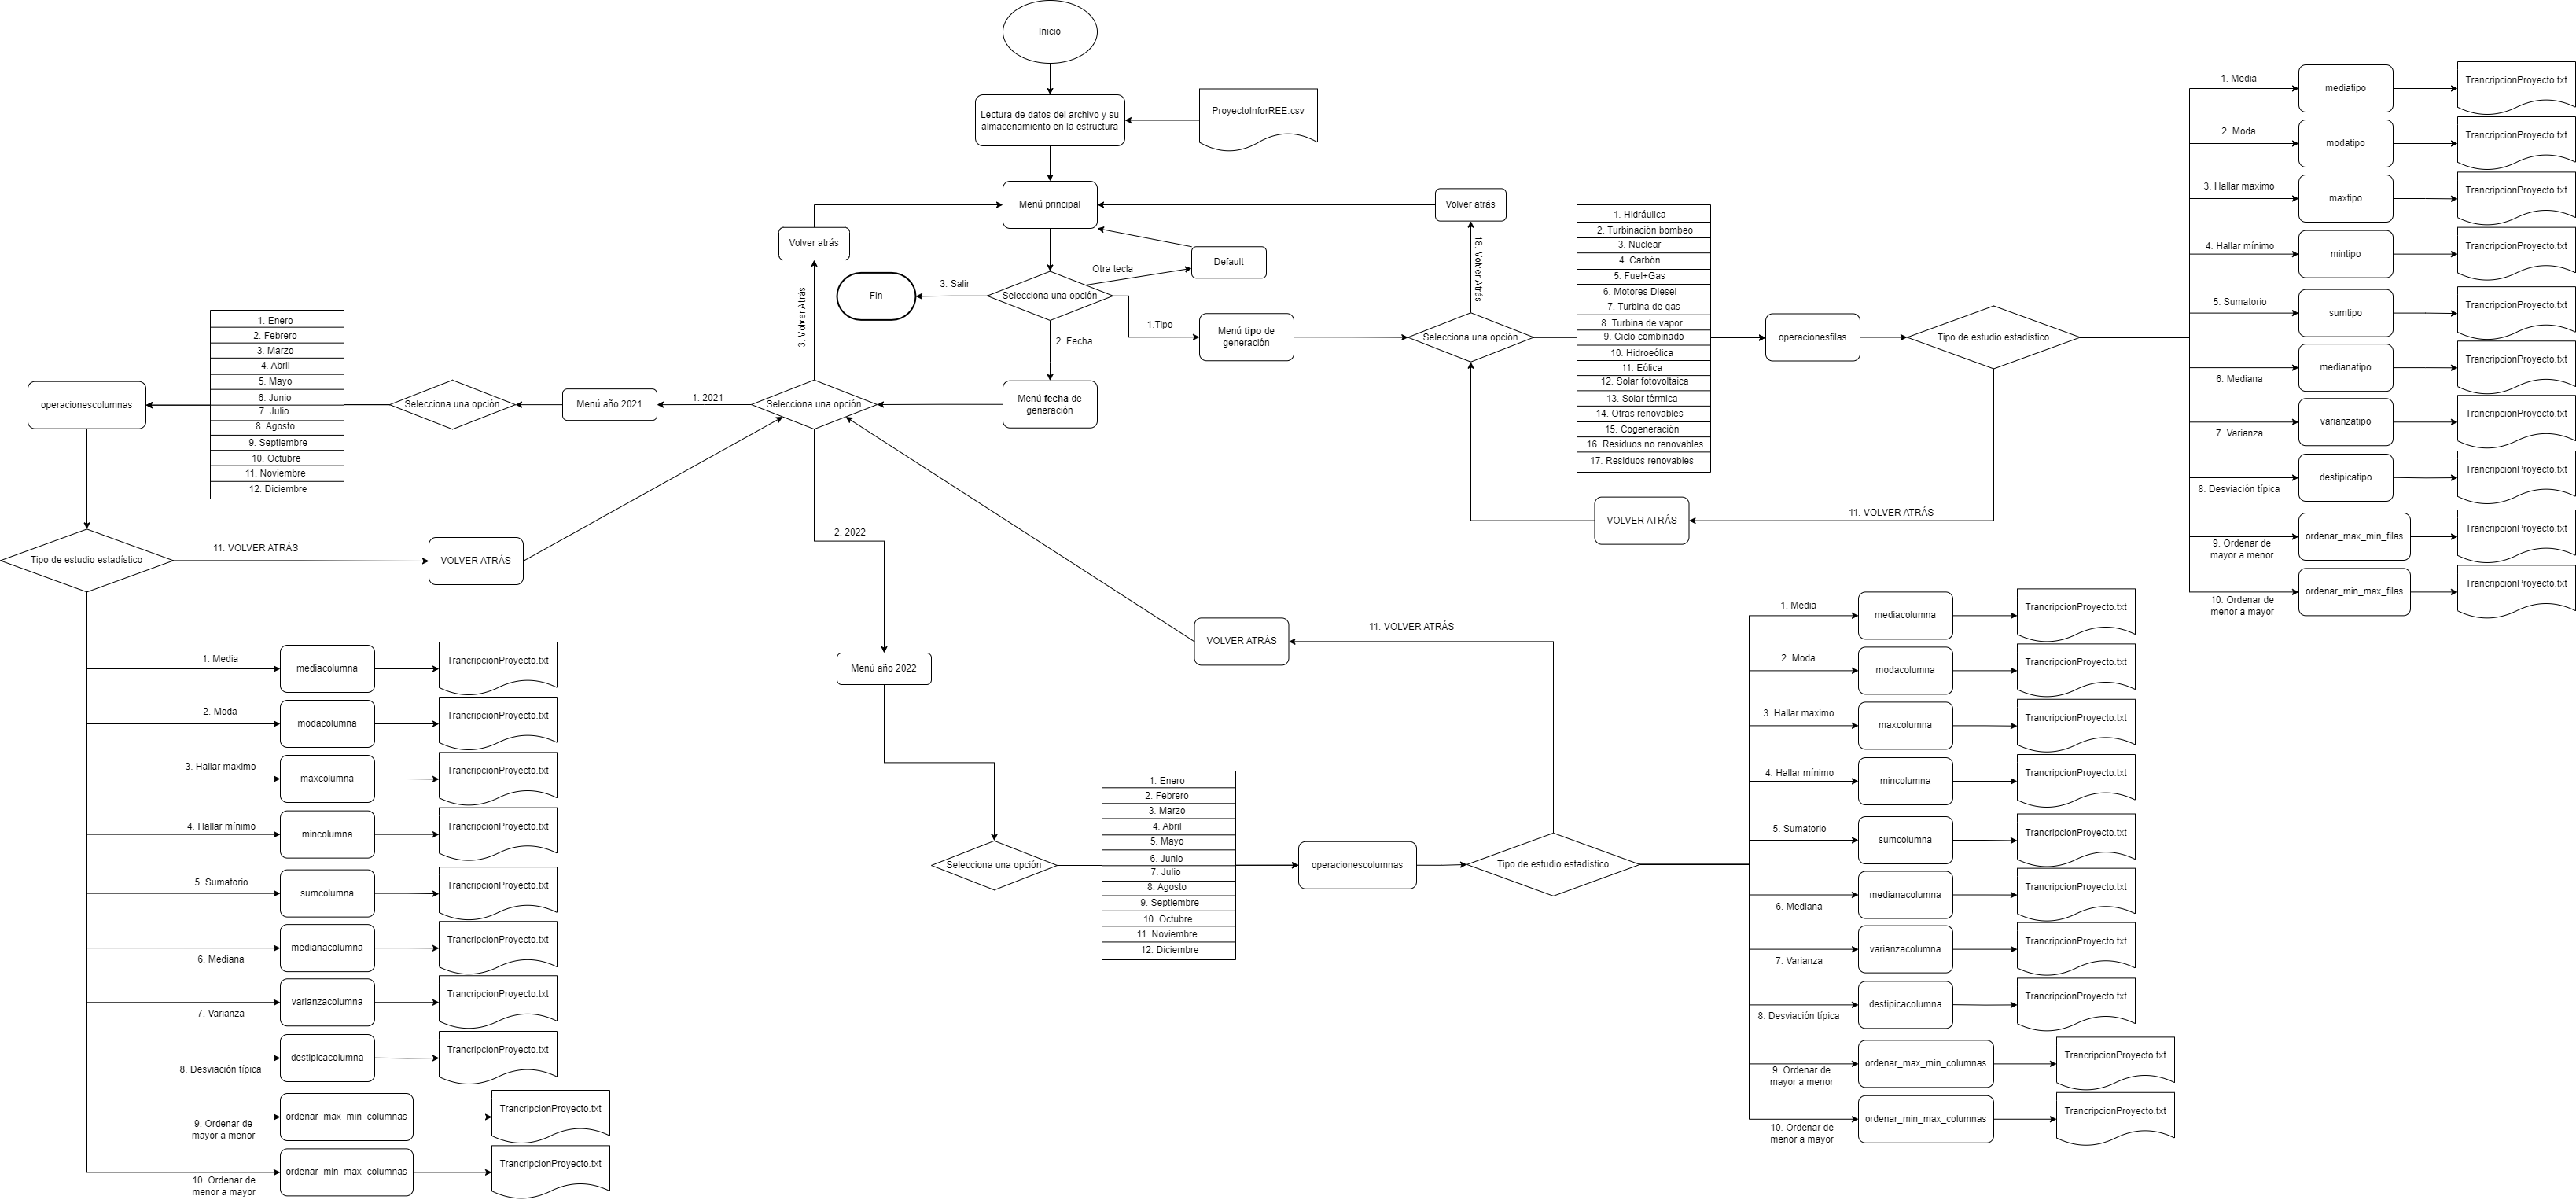 Inicio
Lectura de datos del archivo y su
almacenamiento en la estructura
ProyectoInforREE.csv
Menú principal
Volver atrás
Volver atrás
Default
Otra tecla
3. Salir
Fin
Selecciona una opción
1.Tipo
2. Fecha
Menú tipo de
generación
Menú fecha de
generación
Selecciona una opción
18. Volver Atrás
1. Hidráulica
2. Turbinación bombeo
3. Nuclear
4. Carbón
5. Fuel+Gas
6. Motores Diesel
7. Turbina de gas
8. Turbina de vapor
9. Ciclo combinado
10. Hidroeólica
11. Eólica
12. Solar fotovoltaica
13. Solar térmica
14. Otras renovables
15. Cogeneración
16. Residuos no renovables
17. Residuos renovables
operacionesfilas
Tipo de estudio estadístico
11. VOLVER ATRÁS
VOLVER ATRÁS
1. Media
mediatipo
TrancripcionProyecto.txt
2. Moda
modatipo
TrancripcionProyecto.txt
3. Hallar maximo
maxtipo
TrancripcionProyecto.txt
4. Hallar mínimo
mintipo
TrancripcionProyecto.txt
5. Sumatorio
sumtipo
TrancripcionProyecto.txt
6. Mediana
medianatipo
TrancripcionProyecto.txt
7. Varianza
varianzatipo
TrancripcionProyecto.txt
8. Desviación típica
destipicatipo
TrancripcionProyecto.txt
9. Ordenar de
mayor a menor
ordenar_max_min_filas
TrancripcionProyecto.txt
10. Ordenar de
menor a mayor
ordenar_min_max_filas
TrancripcionProyecto.txt
3. Volver Atrás
Selecciona una opción
1. 2021
Menú año 2021
Selecciona una opción
1. Enero
2. Febrero
3. Marzo
4. Abril
5. Mayo
6. Junio
7. Julio
8. Agosto
9. Septiembre
10. Octubre
11. Noviembre
12. Diciembre
operacionescolumnas
Tipo de estudio estadístico
11. VOLVER ATRÁS
VOLVER ATRÁS
1. Media
mediacolumna
TrancripcionProyecto.txt
2. Moda
modacolumna
TrancripcionProyecto.txt
3. Hallar maximo
maxcolumna
TrancripcionProyecto.txt
4. Hallar mínimo
mincolumna
TrancripcionProyecto.txt
5. Sumatorio
sumcolumna
TrancripcionProyecto.txt
6. Mediana
medianacolumna
TrancripcionProyecto.txt
7. Varianza
varianzacolumna
TrancripcionProyecto.txt
8. Desviación típica
destipicacolumna
TrancripcionProyecto.txt
9. Ordenar de
mayor a menor
ordenar_max_min_columnas
TrancripcionProyecto.txt
10. Ordenar de
menor a mayor
ordenar_min_max_columnas
TrancripcionProyecto.txt
2. 2022
Menú año 2022
Selecciona una opción
1. Enero
2. Febrero
3. Marzo
4. Abril
5. Mayo
6. Junio
7. Julio
8. Agosto
9. Septiembre
10. Octubre
11. Noviembre
12. Diciembre
operacionescolumnas
Tipo de estudio estadístico
11. VOLVER ATRÁS
VOLVER ATRÁS
1. Media
mediacolumna
TrancripcionProyecto.txt
2. Moda
modacolumna
TrancripcionProyecto.txt
3. Hallar maximo
maxcolumna
TrancripcionProyecto.txt
4. Hallar mínimo
mincolumna
TrancripcionProyecto.txt
5. Sumatorio
sumcolumna
TrancripcionProyecto.txt
6. Mediana
medianacolumna
TrancripcionProyecto.txt
7. Varianza
varianzacolumna
TrancripcionProyecto.txt
8. Desviación típica
destipicacolumna
TrancripcionProyecto.txt
9. Ordenar de
mayor a menor
ordenar_max_min_columnas
TrancripcionProyecto.txt
10. Ordenar de
menor a mayor
ordenar_min_max_columnas
TrancripcionProyecto.txt